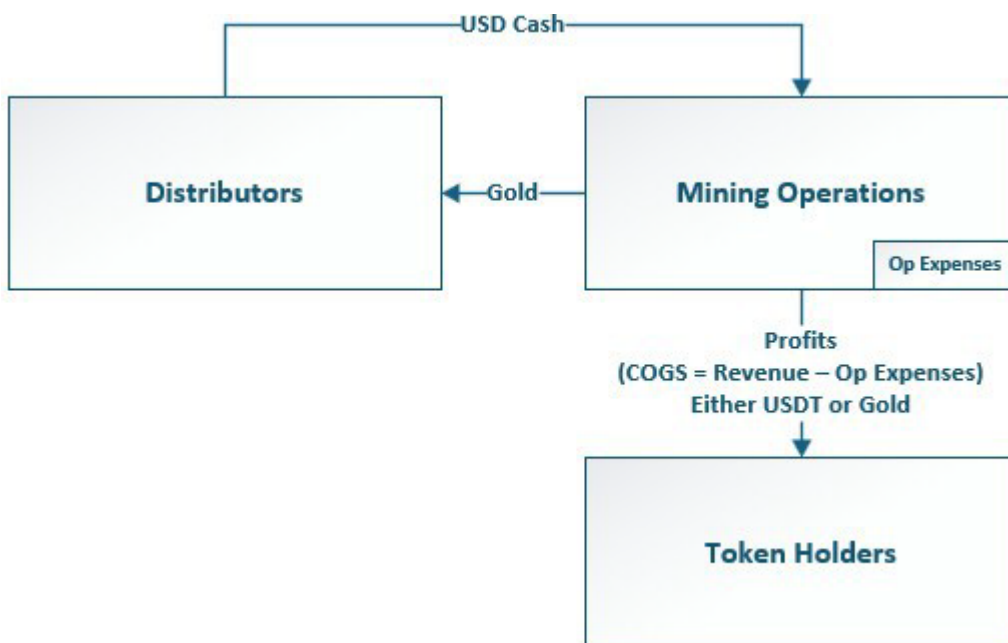 USD Cash
Distributors
Gold
Mining Operations
Op Expenses
Profits
(COGS = Revenue – Op Expenses)
Either USDT or Gold
Token Holders